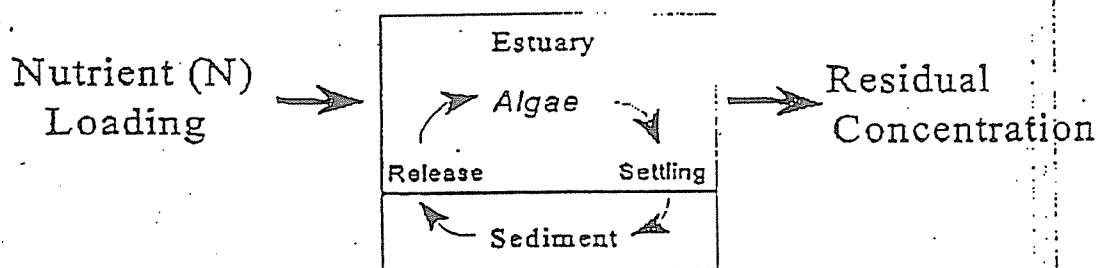 Nutrient (N)
Loading
Estuary
Algae
Release
Settling
Sediment
Residual
Concentration